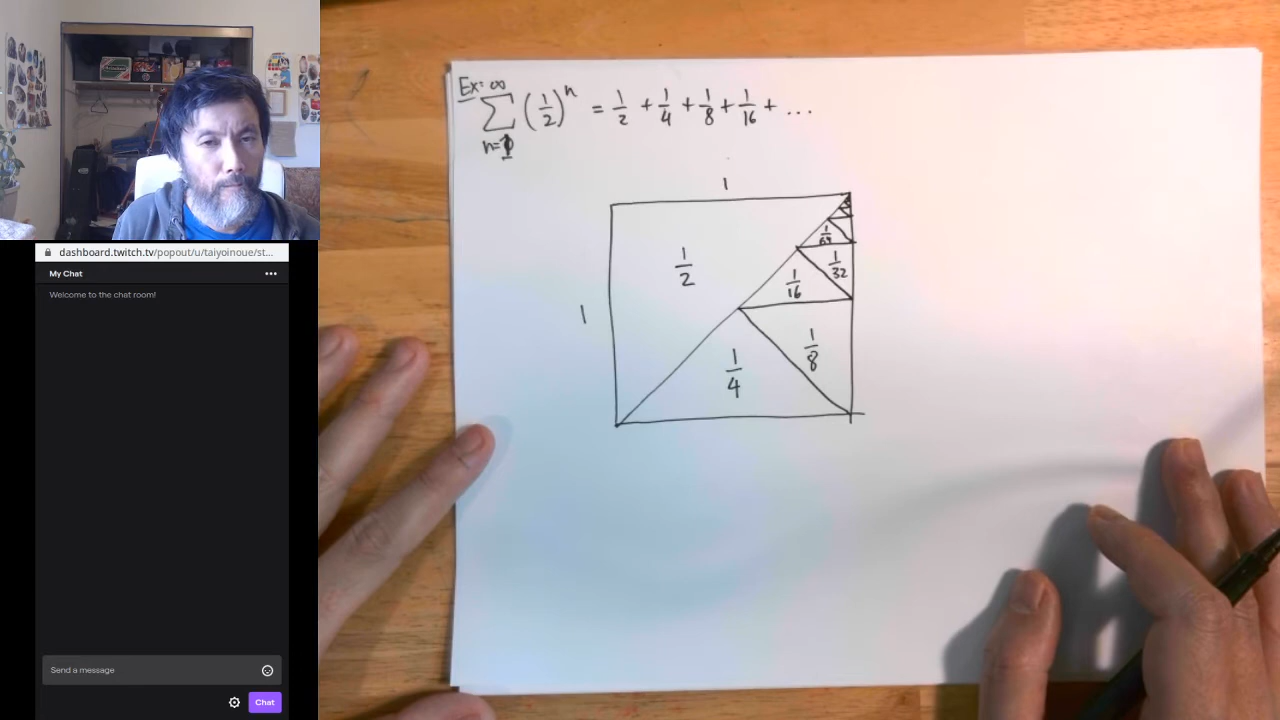 Ex:
∞
∑ (1/2)^n = 1/2 + 1/4 + 1/8 + 1/16 + ...
n=1
1
1
1/2
1/4
1/8
1/16
1/32
1/64
dashboard.twitch.tv/popout/u/taiyoinoue/st...
My Chat
Welcome to the chat room!
Send a message
Chat